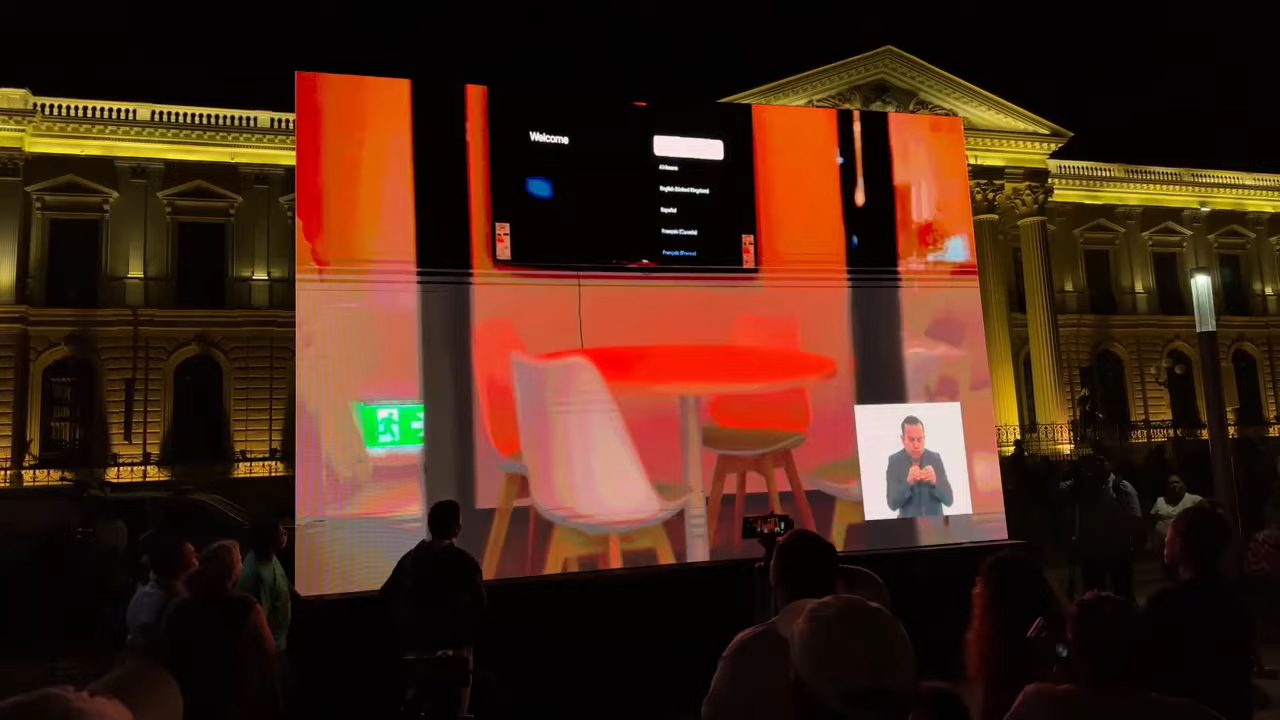 Welcome
Afrikaans
English (United Kingdom)
Español
Français (Canada)
Français (France)